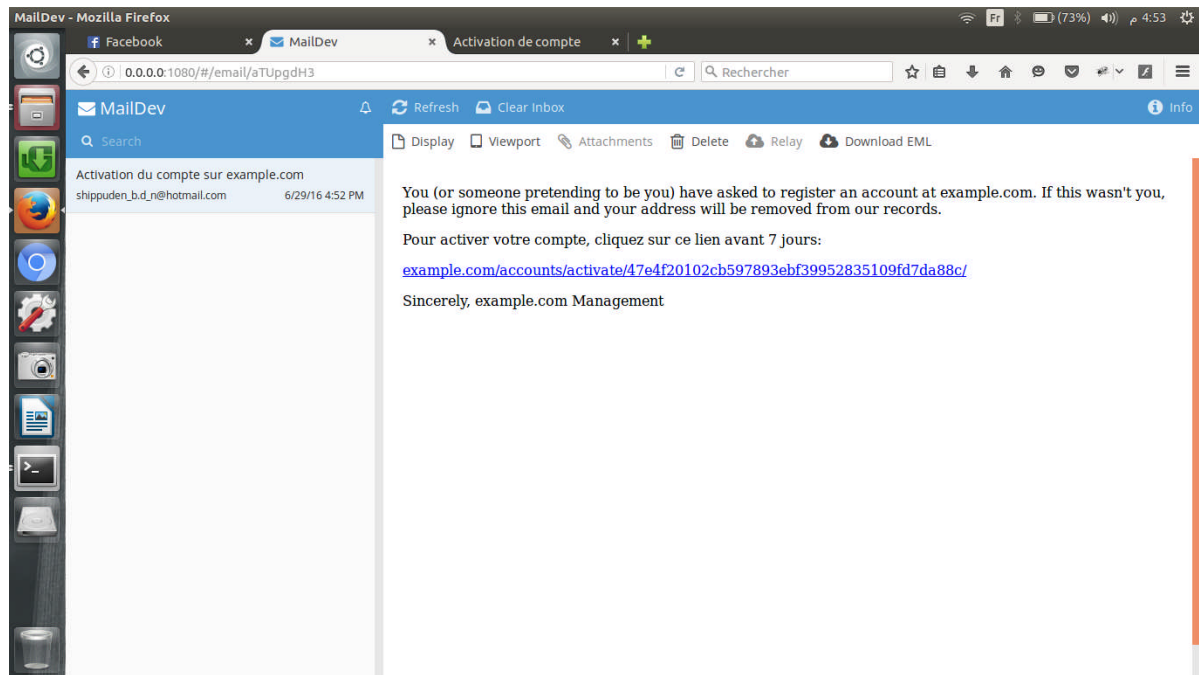 MailDev - Mozilla Firefox
Fr (73%) م 4:53
Facebook × MailDev × Activation de compte ×
0.0.0.0:1080/#/email/aTUpgdH3 Rechercher
MailDev Refresh Clear Inbox Info
Search Display Viewport Attachments Delete Relay Download EML
Activation du compte sur example.com
shippuden_b.d_n@hotmail.com 6/29/16 4:52 PM
You (or someone pretending to be you) have asked to register an account at example.com. If this wasn't you,
please ignore this email and your address will be removed from our records.
Pour activer votre compte, cliquez sur ce lien avant 7 jours:
example.com/accounts/activate/47e4f20102cb597893ebf39952835109fd7da88c/
Sincerely, example.com Management